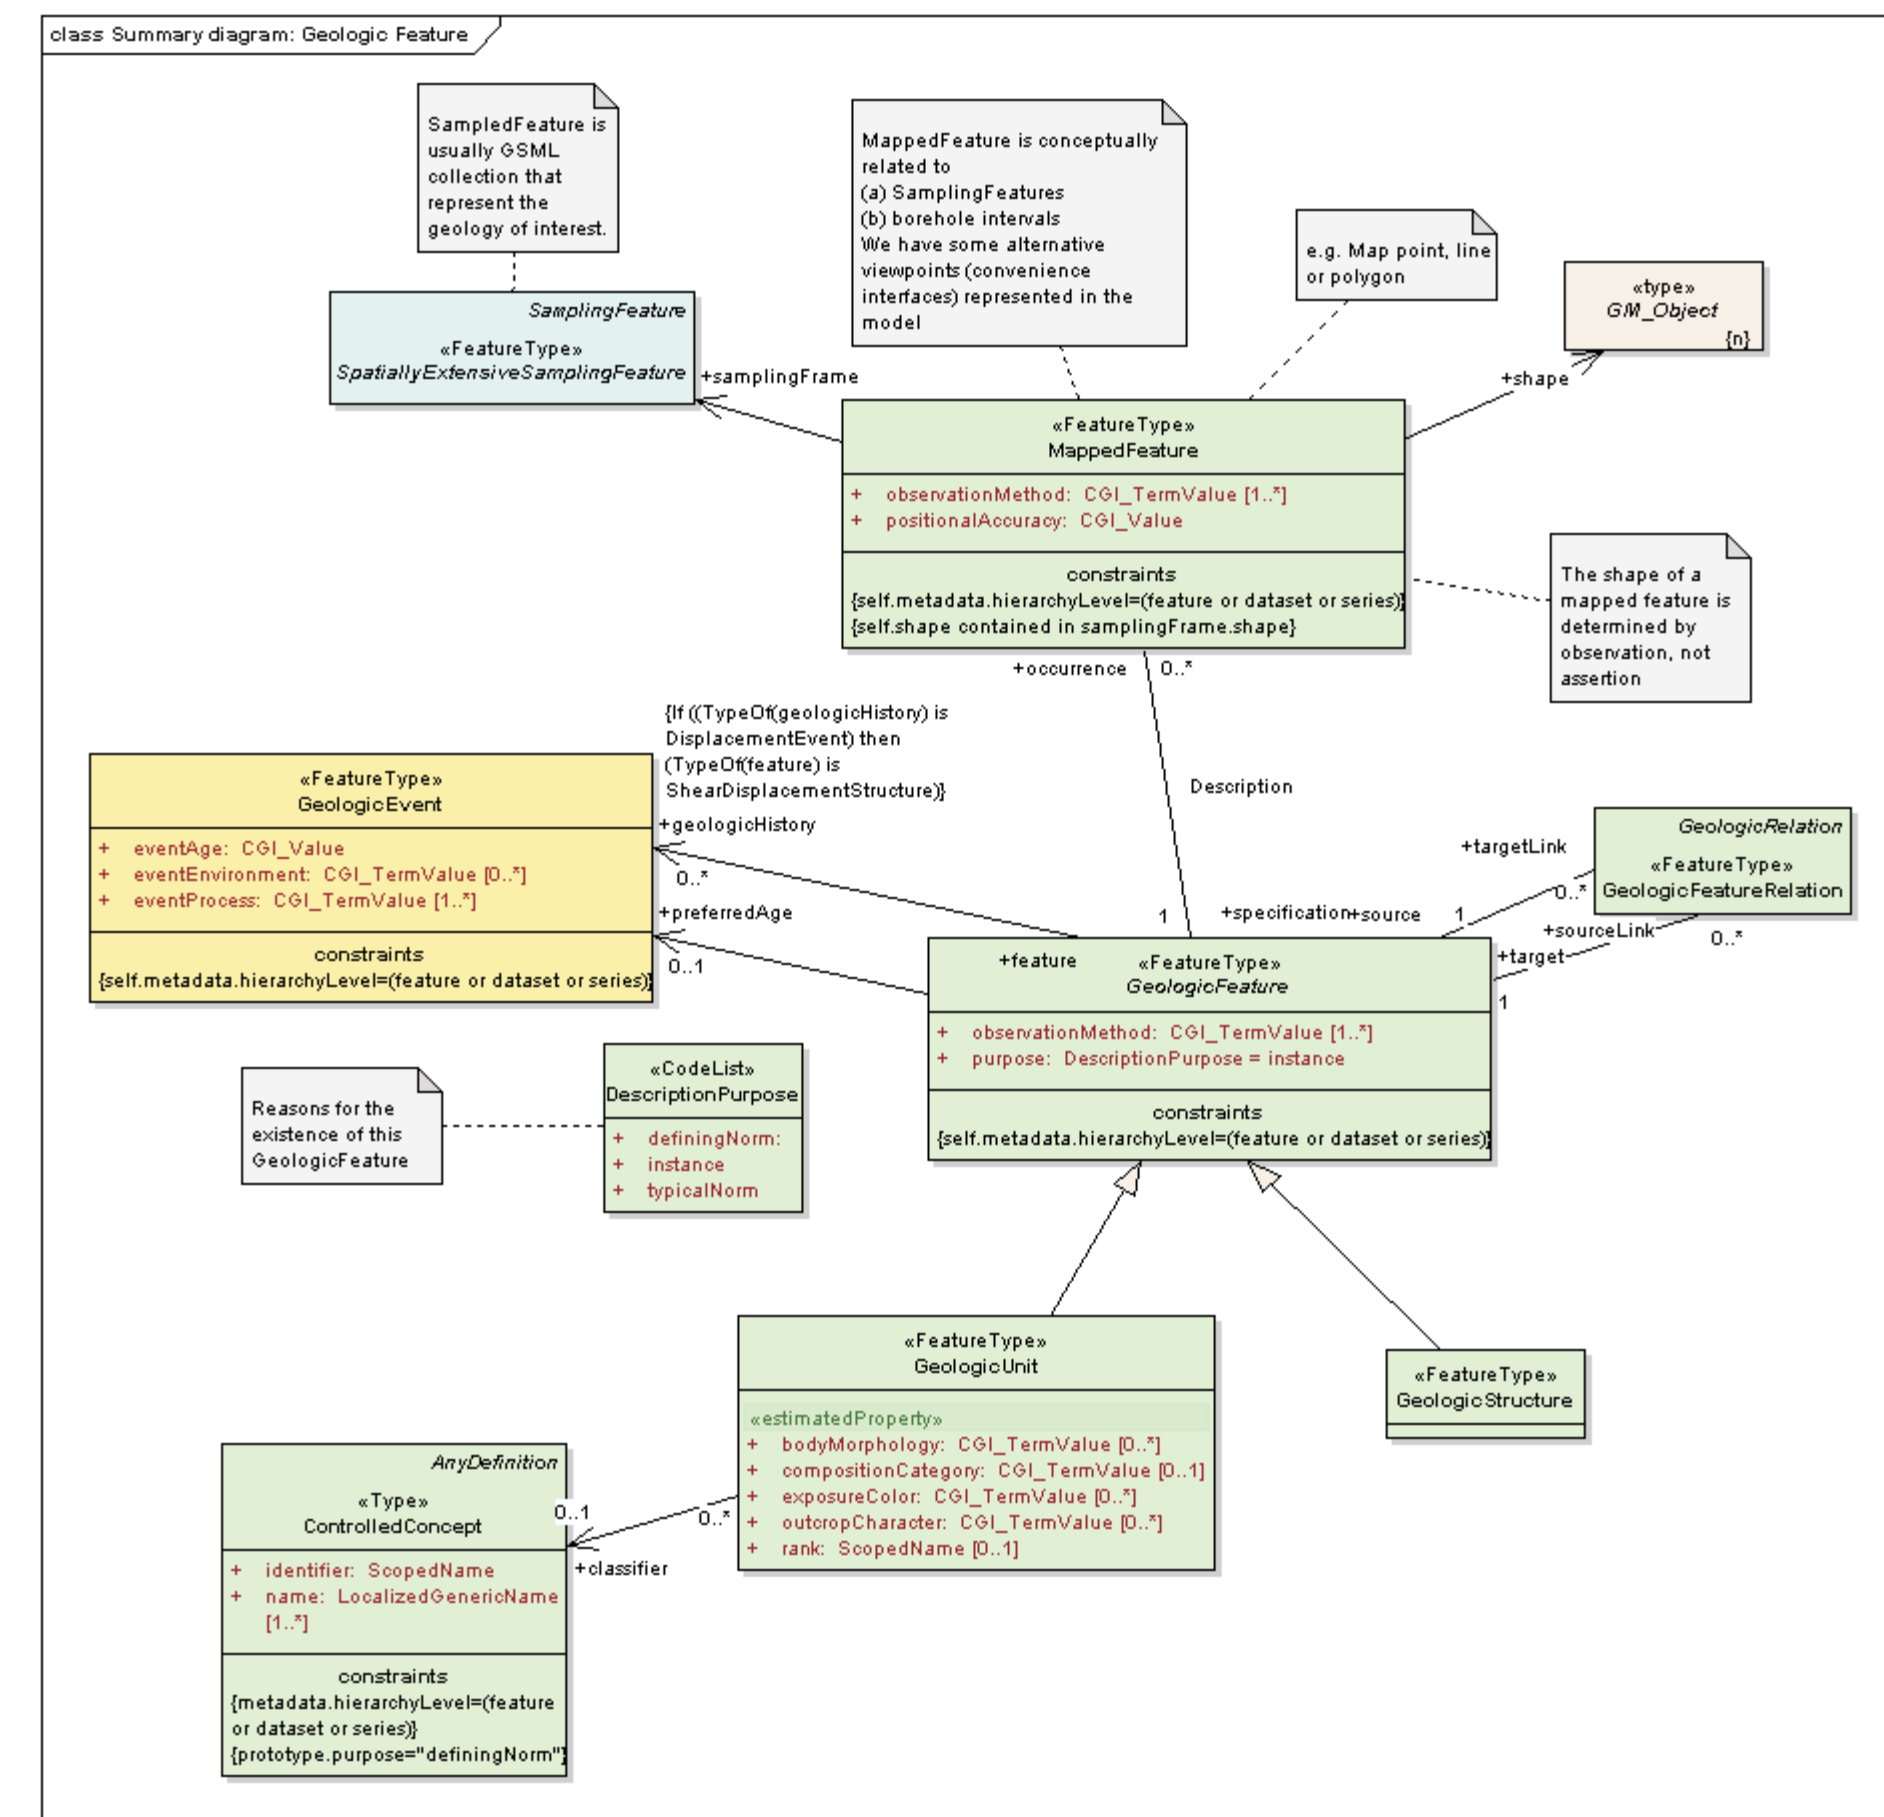 class Summary diagram: Geologic Feature
SampledFeature is
usually GSML
collection that
represent the
geology of interest.
MappedFeature is conceptually
related to
(a) SamplingFeatures
(b) borehole intervals
We have some alternative
viewpoints (convenience
interfaces) represented in the
model
e.g. Map point, line
or polygon
«type»
GM_Object
{n}
SamplingFeature
«FeatureType»
SpatiallyExtensiveSamplingFeature
+samplingFrame
+shape
«FeatureType»
MappedFeature
+ observationMethod: CGI_TermValue [1..*]
+ positionalAccuracy: CGI_Value
constraints
{self.metadata.hierarchyLevel=(feature or dataset or series)}
{self.shape contained in samplingFrame.shape}
The shape of a
mapped feature is
determined by
observation, not
assertion
+occurrence 0..*
{If ((TypeOf(geologicHistory) is
DisplacementEvent) then
(TypeOf(feature) is
ShearDisplacementStructure)}
Description
«FeatureType»
GeologicEvent
+ eventAge: CGI_Value
+ eventEnvironment: CGI_TermValue [0..*]
+ eventProcess: CGI_TermValue [1..*]
constraints
{self.metadata.hierarchyLevel=(feature or dataset or series)}
+geologicHistory
0..*
+preferredAge
0..1
GeologicRelation
«FeatureType»
GeologicFeatureRelation
+targetLink
0..*
1 +specification+source 1
+sourceLink
0..*
+target
1
+feature
«FeatureType»
GeologicFeature
+ observationMethod: CGI_TermValue [1..*]
+ purpose: DescriptionPurpose = instance
constraints
{self.metadata.hierarchyLevel=(feature or dataset or series)}
Reasons for the
existence of this
GeologicFeature
«CodeList»
DescriptionPurpose
+ definingNorm:
+ instance
+ typicalNorm
«FeatureType»
GeologicUnit
«estimatedProperty»
+ bodyMorphology: CGI_TermValue [0..*]
+ compositionCategory: CGI_TermValue [0..1]
+ exposureColor: CGI_TermValue [0..*]
+ outcropCharacter: CGI_TermValue [0..*]
+ rank: ScopedName [0..1]
«FeatureType»
GeologicStructure
AnyDefinition
«Type»
ControlledConcept
+ identifier: ScopedName
+ name: LocalizedGenericName
[1..*]
constraints
{metadata.hierarchyLevel=(feature
or dataset or series)}
{prototype.purpose="definingNorm"}
0..1
0..*
+classifier